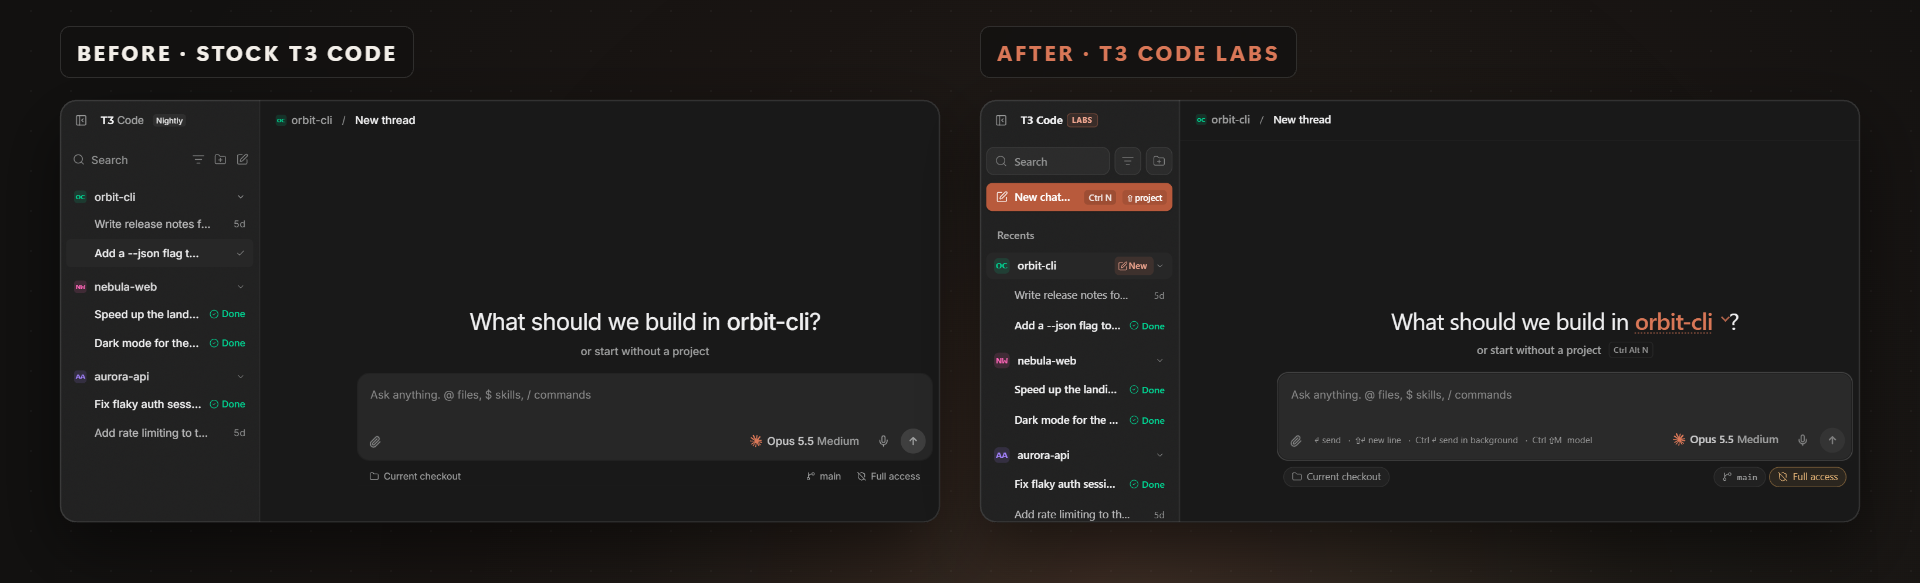 BEFORE · STOCK T3 CODE
T3 Code Nightly
orbit-cli / New thread
Search
OC orbit-cli
Write release notes f... 5d
Add a --json flag t...
NW nebula-web
Speed up the land... Done
Dark mode for the... Done
AA aurora-api
Fix flaky auth sess... Done
Add rate limiting to t... 5d
What should we build in orbit-cli?
or start without a project
Ask anything. @ files, $ skills, / commands
Opus 5.5 Medium
Current checkout
main
Full access
AFTER · T3 CODE LABS
T3 Code LABS
OC orbit-cli / New thread
Search
New chat... Ctrl N ⇧ project
Recents
OC orbit-cli New
Write release notes fo... 5d
Add a --json flag to... Done
NW nebula-web
Speed up the landi... Done
Dark mode for the ... Done
AA aurora-api
Fix flaky auth sessi... Done
Add rate limiting to th... 5d
What should we build in orbit-cli ?
or start without a project Ctrl Alt N
Ask anything. @ files, $ skills, / commands
⏎ send · ⇧⏎ new line · Ctrl ⏎ send in background · Ctrl ⇧M model
Opus 5.5 Medium
Current checkout
main
Full access